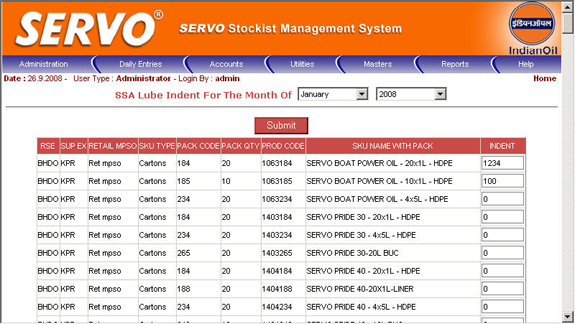 SERVO® SERVO Stockist Management System
इंडियनऑयल
IndianOil
Administration Daily Entries Accounts Utilities Masters Reports Help
Date : 26.9.2008 - User Type : Administrator - Login By : admin Home
SSA Lube Indent For The Month Of January 2008
Submit
RSE SUP EX RETAIL MPSO SKU TYPE PACK CODE PACK QTY PROD CODE SKU NAME WITH PACK INDENT
BHDO KPR Ret mpso Cartons 184 20 1063184 SERVO BOAT POWER OIL - 20x1L - HDPE 1234
BHDO KPR Ret mpso Cartons 185 10 1063185 SERVO BOAT POWER OIL - 10x1L - HDPE 100
BHDO KPR Ret mpso Cartons 234 20 1063234 SERVO BOAT POWER OIL - 4x5L - HDPE 0
BHDO KPR Ret mpso Cartons 184 20 1403184 SERVO PRIDE 30 - 20x1L - HDPE 0
BHDO KPR Ret mpso Cartons 234 20 1403234 SERVO PRIDE 30 - 4x5L - HDPE 0
BHDO KPR Ret mpso Cartons 265 20 1403265 SERVO PRIDE 30-20L BUC 0
BHDO KPR Ret mpso Cartons 184 20 1404184 SERVO PRIDE 40 - 20x1L - HDPE 0
BHDO KPR Ret mpso Cartons 188 20 1404188 SERVO PRIDE 40-20X1L-LINER 0
BHDO KPR Ret mpso Cartons 234 20 1404234 SERVO PRIDE 40 - 4x5L - HDPE 0